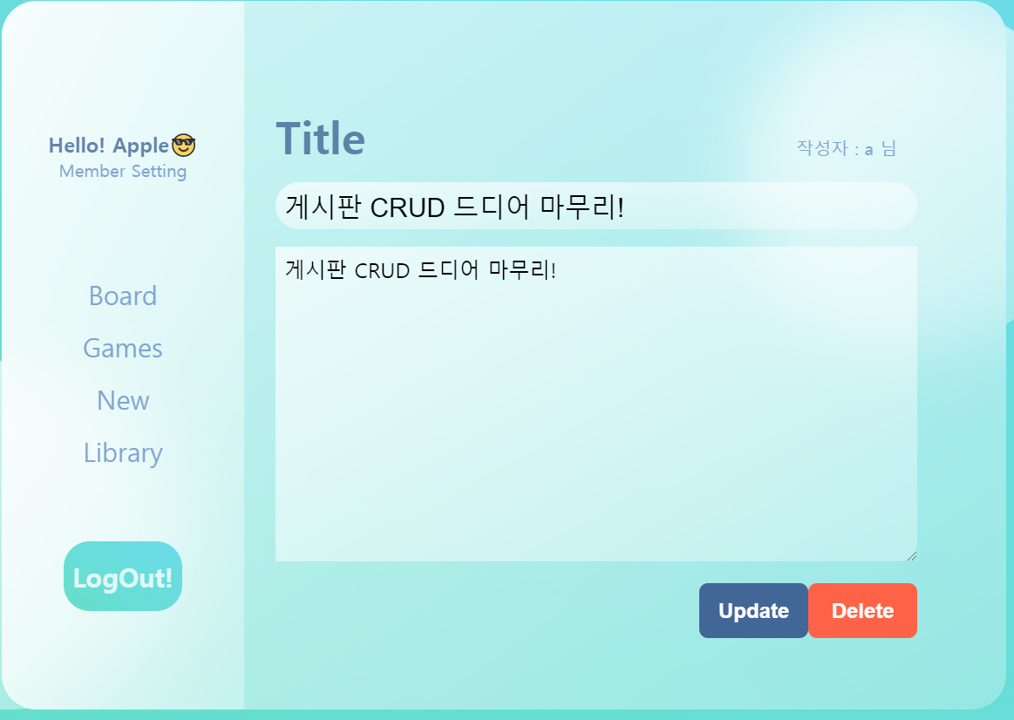 Hello! Apple😎
Member Setting
Board
Games
New
Library
LogOut!
Title
작성자 : a 님
게시판 CRUD 드디어 마무리!
게시판 CRUD 드디어 마무리!
Update
Delete